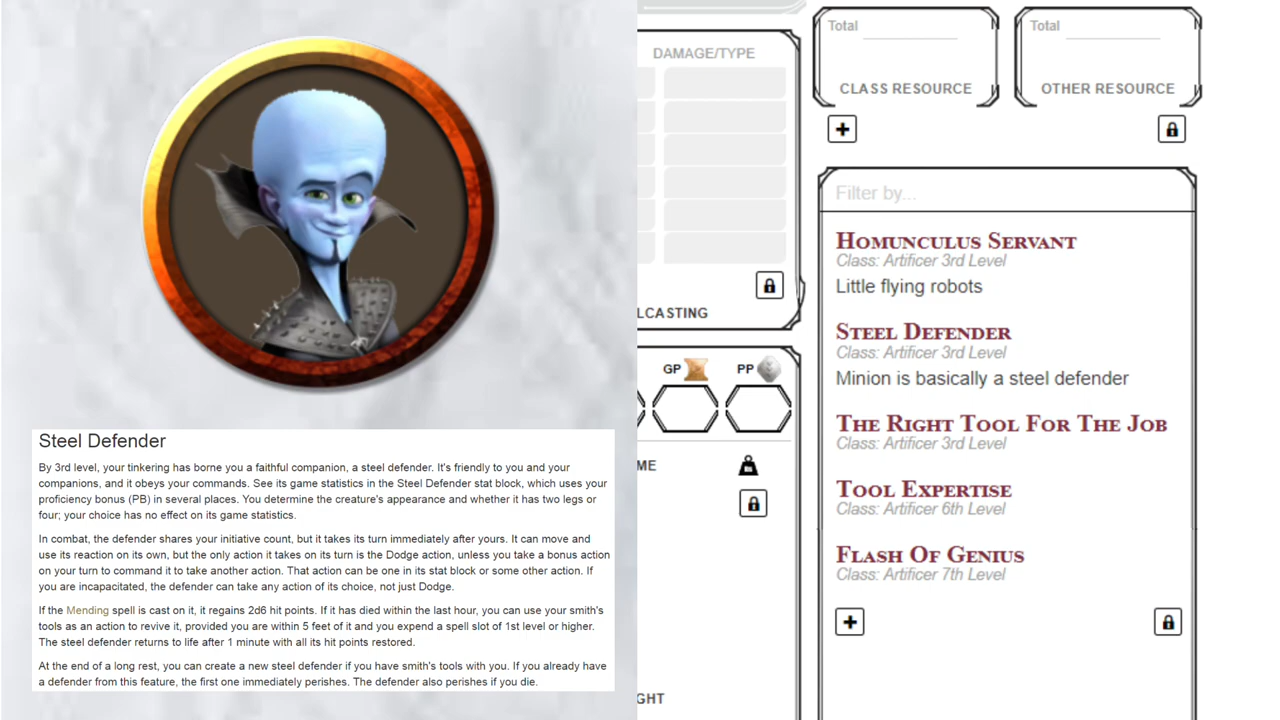 Steel Defender
By 3rd level, your tinkering has borne you a faithful companion, a steel defender. It's friendly to you and your
companions, and it obeys your commands. See its game statistics in the Steel Defender stat block, which uses your
proficiency bonus (PB) in several places. You determine the creature's appearance and whether it has two legs or
four; your choice has no effect on its game statistics.
In combat, the defender shares your initiative count, but it takes its turn immediately after yours. It can move and
use its reaction on its own, but the only action it takes on its turn is the Dodge action, unless you take a bonus action
on your turn to command it to take another action. That action can be one in its stat block or some other action. If
you are incapacitated, the defender can take any action of its choice, not just Dodge.
If the Mending spell is cast on it, it regains 2d6 hit points. If it has died within the last hour, you can use your smith's
tools as an action to revive it, provided you are within 5 feet of it and you expend a spell slot of 1st level or higher.
The steel defender returns to life after 1 minute with all its hit points restored.
At the end of a long rest, you can create a new steel defender if you have smith's tools with you. If you already have
a defender from this feature, the first one immediately perishes. The defender also perishes if you die.
DAMAGE/TYPE
LCASTING
GP
PP
ME
GHT
Total
CLASS RESOURCE
Total
OTHER RESOURCE
Filter by...
Homunculus Servant
Class: Artificer 3rd Level
Little flying robots
Steel Defender
Class: Artificer 3rd Level
Minion is basically a steel defender
The Right Tool For The Job
Class: Artificer 3rd Level
Tool Expertise
Class: Artificer 6th Level
Flash Of Genius
Class: Artificer 7th Level